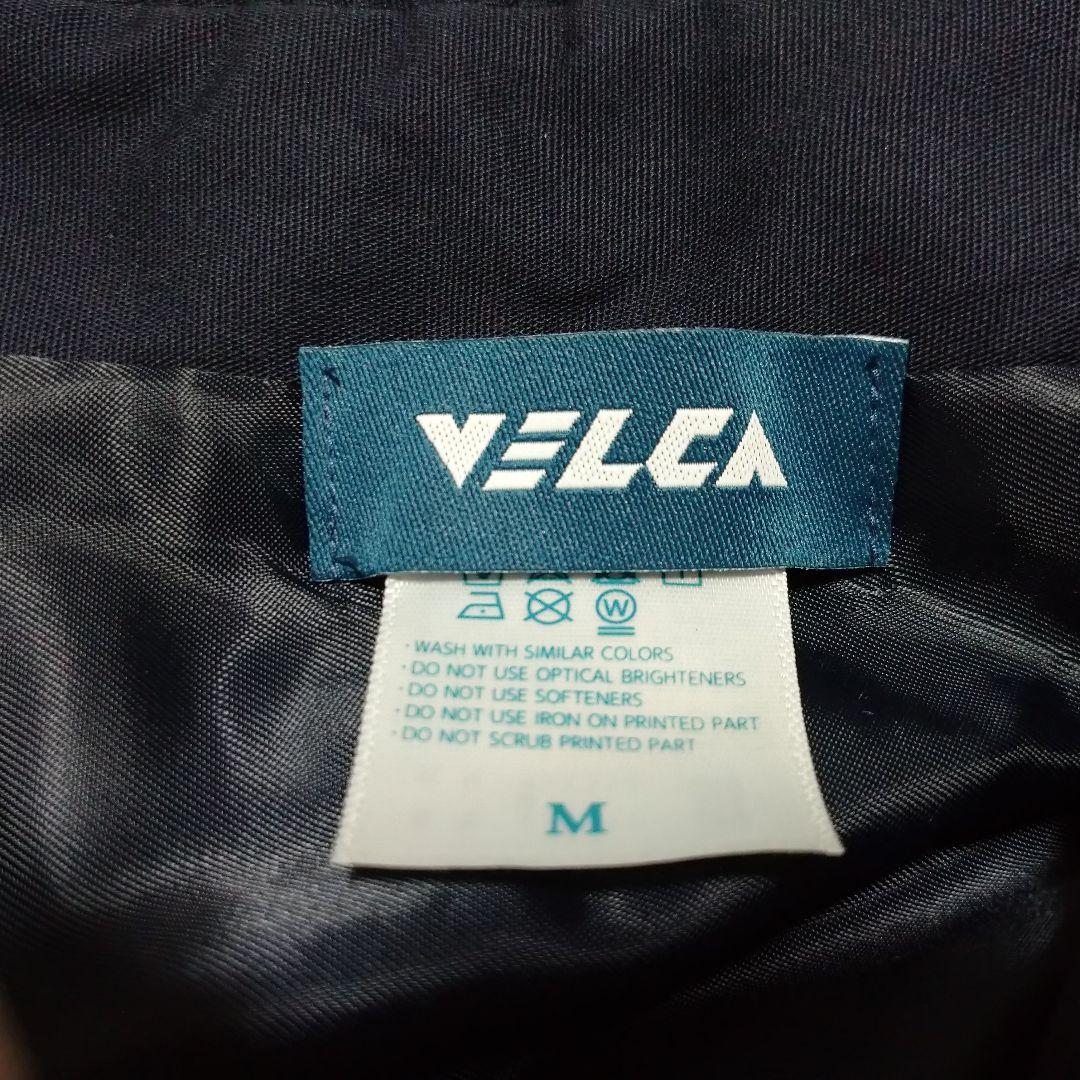 VELCA
W
· WASH WITH SIMILAR COLORS
· DO NOT USE OPTICAL BRIGHTENERS
· DO NOT USE SOFTENERS
· DO NOT USE IRON ON PRINTED PART
· DO NOT SCRUB PRINTED PART
M